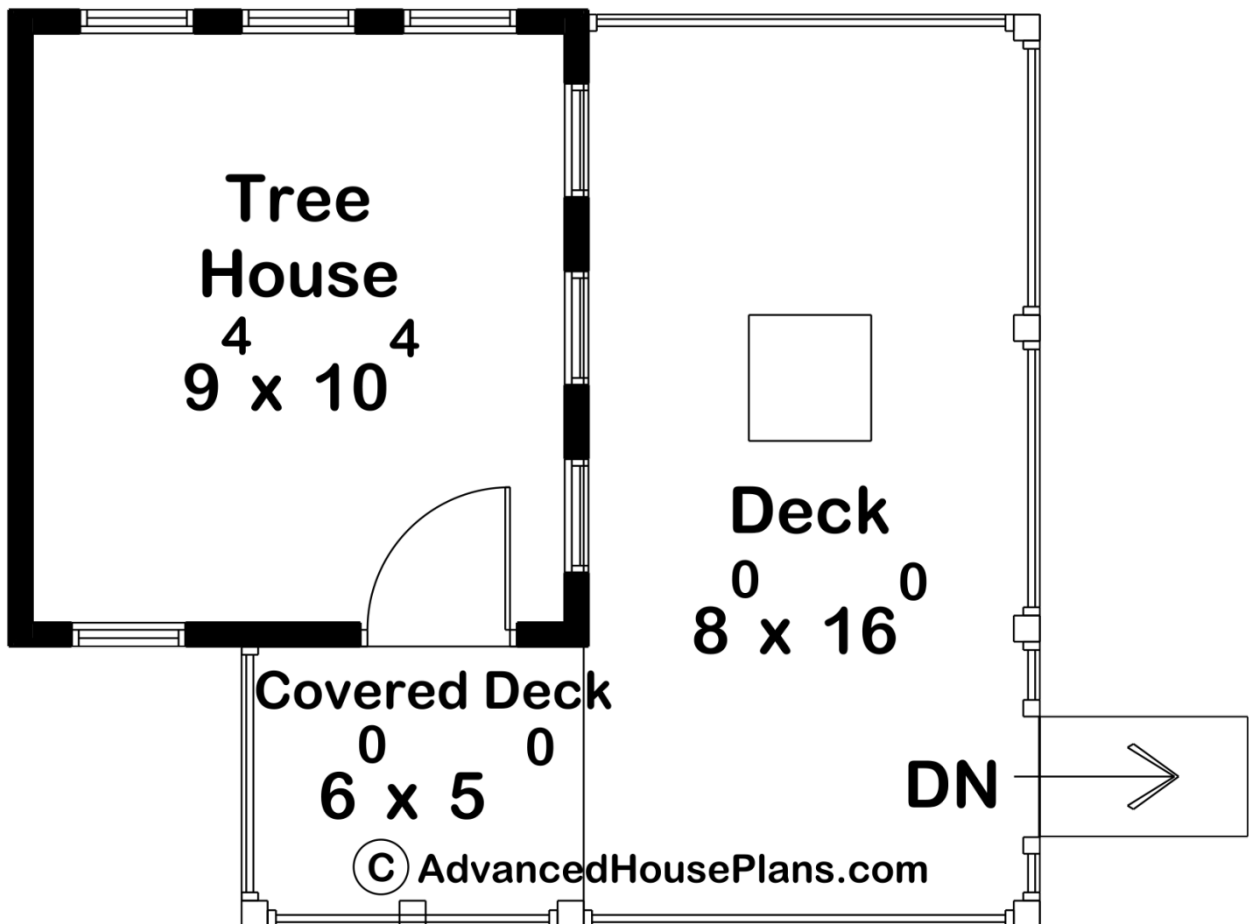 Tree
House
9⁴ x 10⁴
Deck
8⁰ x 16⁰
Covered Deck
6⁰ x 5⁰
DN
© AdvancedHousePlans.com